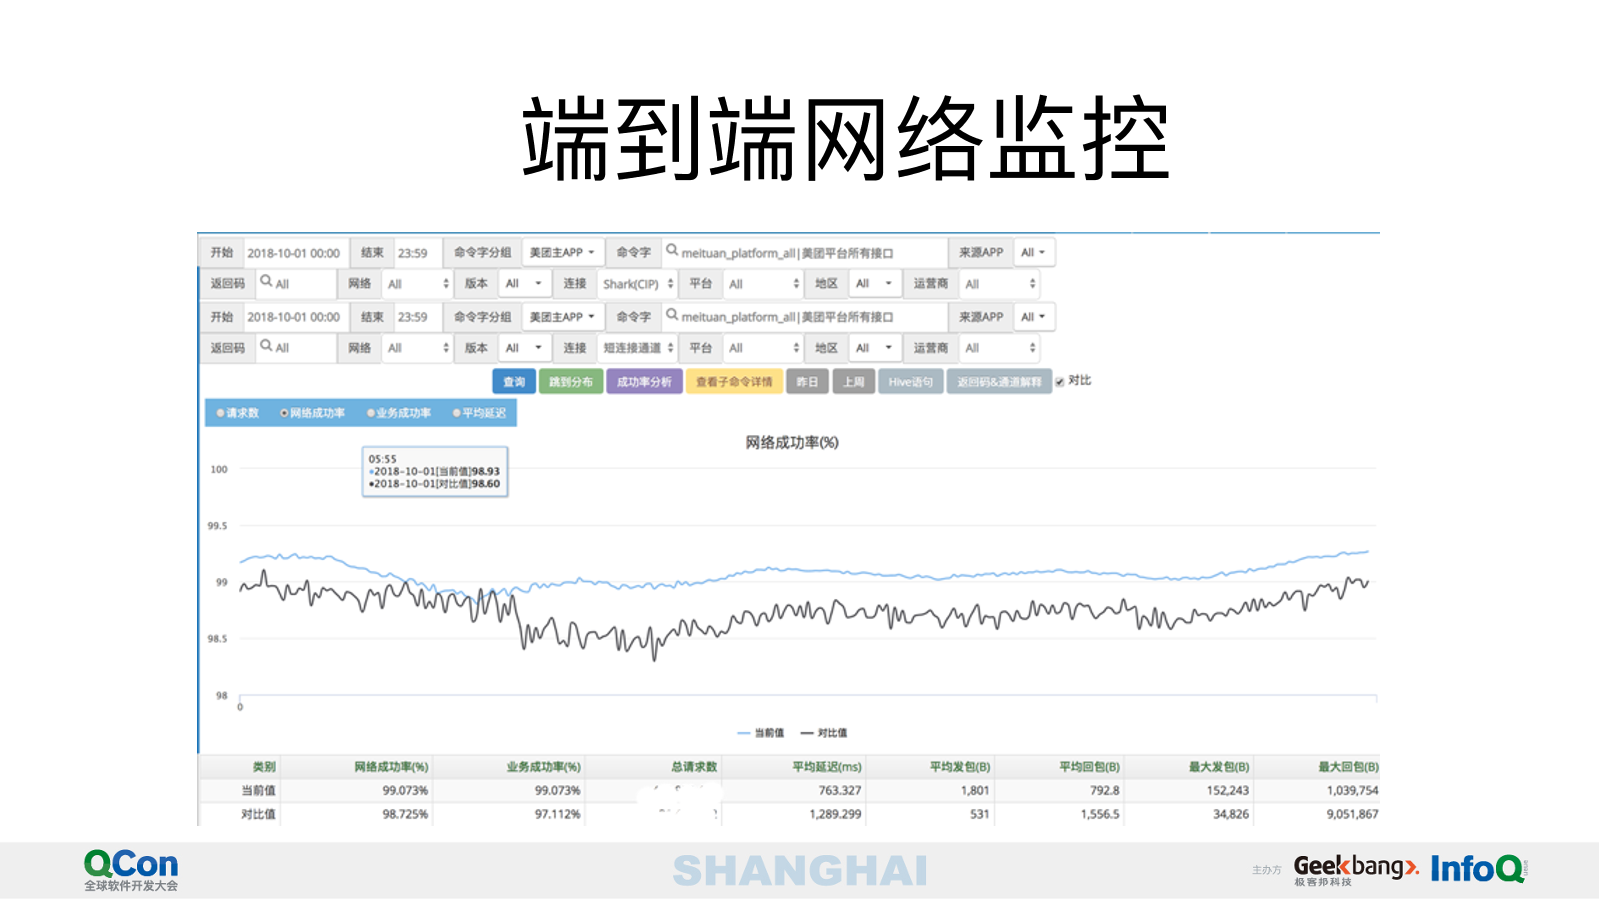 端到端网络监控
开始 2018-10-01 00:00 结束 23:59 命令字分组 美团主APP 命令字 meituan_platform_all|美团平台所有接口 来源APP All
返回码 All 网络 All 版本 All 连接 Shark(CIP) 平台 All 地区 All 运营商 All
开始 2018-10-01 00:00 结束 23:59 命令字分组 美团主APP 命令字 meituan_platform_all|美团平台所有接口 来源APP All
返回码 All 网络 All 版本 All 连接 短连接通道 平台 All 地区 All 运营商 All
查询 跳到分布 成功率分析 查看子命令详情 昨日 上周 Hive语句 返回码&通道解释 对比
请求数 网络成功率 业务成功率 平均延迟
网络成功率(%)
05:55
2018-10-01[当前值]98.93
2018-10-01[对比值]98.60
100
99.5
99
98.5
98
0
当前值 对比值
类别 网络成功率(%) 业务成功率(%) 总请求数 平均延迟(ms) 平均发包(B) 平均回包(B) 最大发包(B) 最大回包(B)
当前值 99.073% 99.073% 763.327 1,801 792.8 152,243 1,039,754
对比值 98.725% 97.112% 1,289.299 531 1,556.5 34,826 9,051,867
QCon
全球软件开发大会
SHANGHAI
主办方 Geekbang> InfoQ
极客邦科技